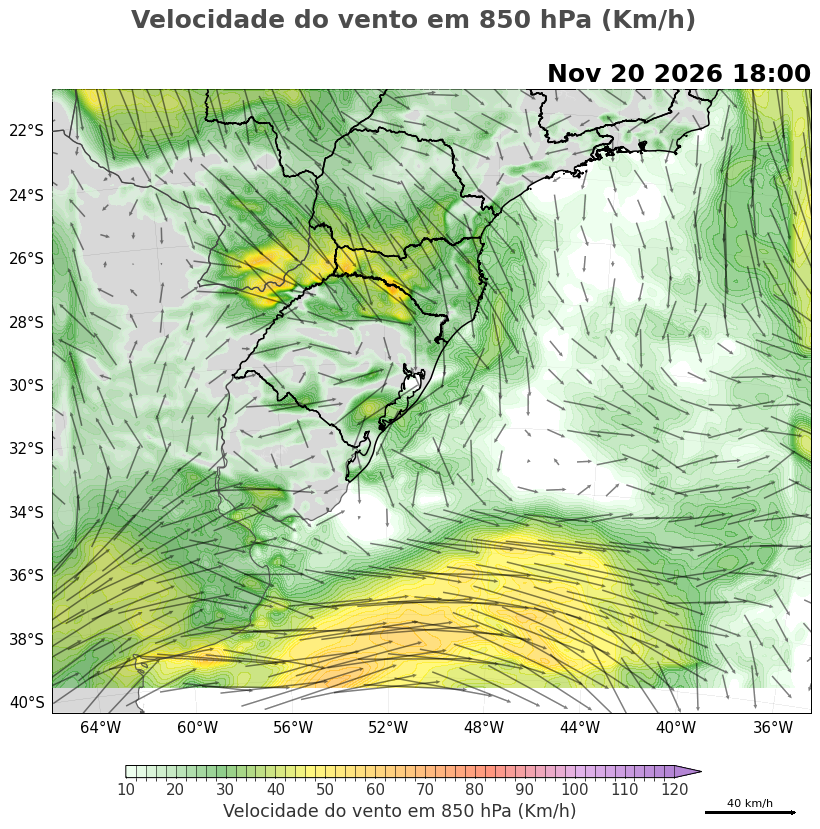 Velocidade do vento em 850 hPa (Km/h)
Nov 20 2026 18:00
22°S
24°S
26°S
28°S
30°S
32°S
34°S
36°S
38°S
40°S
64°W 60°W 56°W 52°W 48°W 44°W 40°W 36°W
10 20 30 40 50 60 70 80 90 100 110 120
Velocidade do vento em 850 hPa (Km/h)
40 km/h